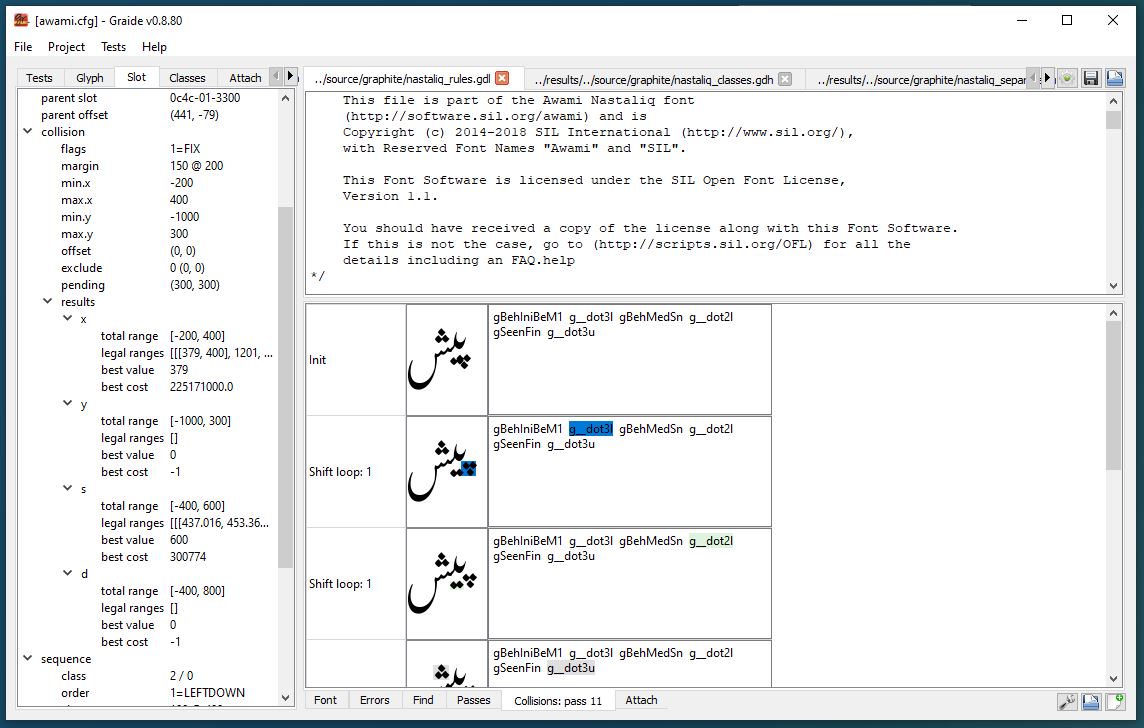 [awami.cfg] - Graide v0.8.80
File Project Tests Help
Tests Glyph Slot Classes Attach
parent slot 0c4c-01-3300
parent offset (441, -79)
collision
flags 1=FIX
margin 150 @ 200
min.x -200
max.x 400
min.y -1000
max.y 300
offset (0, 0)
exclude 0 (0, 0)
pending (300, 300)
results
x
total range [-200, 400]
legal ranges [[[379, 400], 1201, ...
best value 379
best cost 225171000.0
y
total range [-1000, 300]
legal ranges []
best value 0
best cost -1
s
total range [-400, 600]
legal ranges [[[437.016, 453.36...
best value 600
best cost 300774
d
total range [-400, 800]
legal ranges []
best value 0
best cost -1
sequence
class 2 / 0
order 1=LEFTDOWN
../source/graphite/nastaliq_rules.gdl ../results/../source/graphite/nastaliq_classes.gdh ../results/../source/graphite/nastaliq_separ
This file is part of the Awami Nastaliq font
(http://software.sil.org/awami) and is
Copyright (c) 2014-2018 SIL International (http://www.sil.org/),
with Reserved Font Names "Awami" and "SIL".
This Font Software is licensed under the SIL Open Font License,
Version 1.1.
You should have received a copy of the license along with this Font Software.
If this is not the case, go to (http://scripts.sil.org/OFL) for all the
details including an FAQ.help
*/
Init پیش gBehIniBeM1 g__dot3l gBehMedSn g__dot2l
gSeenFin g__dot3u
Shift loop: 1 پیش gBehIniBeM1 g__dot3l gBehMedSn g__dot2l
gSeenFin g__dot3u
Shift loop: 1 پیش gBehIniBeM1 g__dot3l gBehMedSn g__dot2l
gSeenFin g__dot3u
gBehIniBeM1 g__dot3l gBehMedSn g__dot2l
gSeenFin g__dot3u
Font Errors Find Passes Collisions: pass 11 Attach